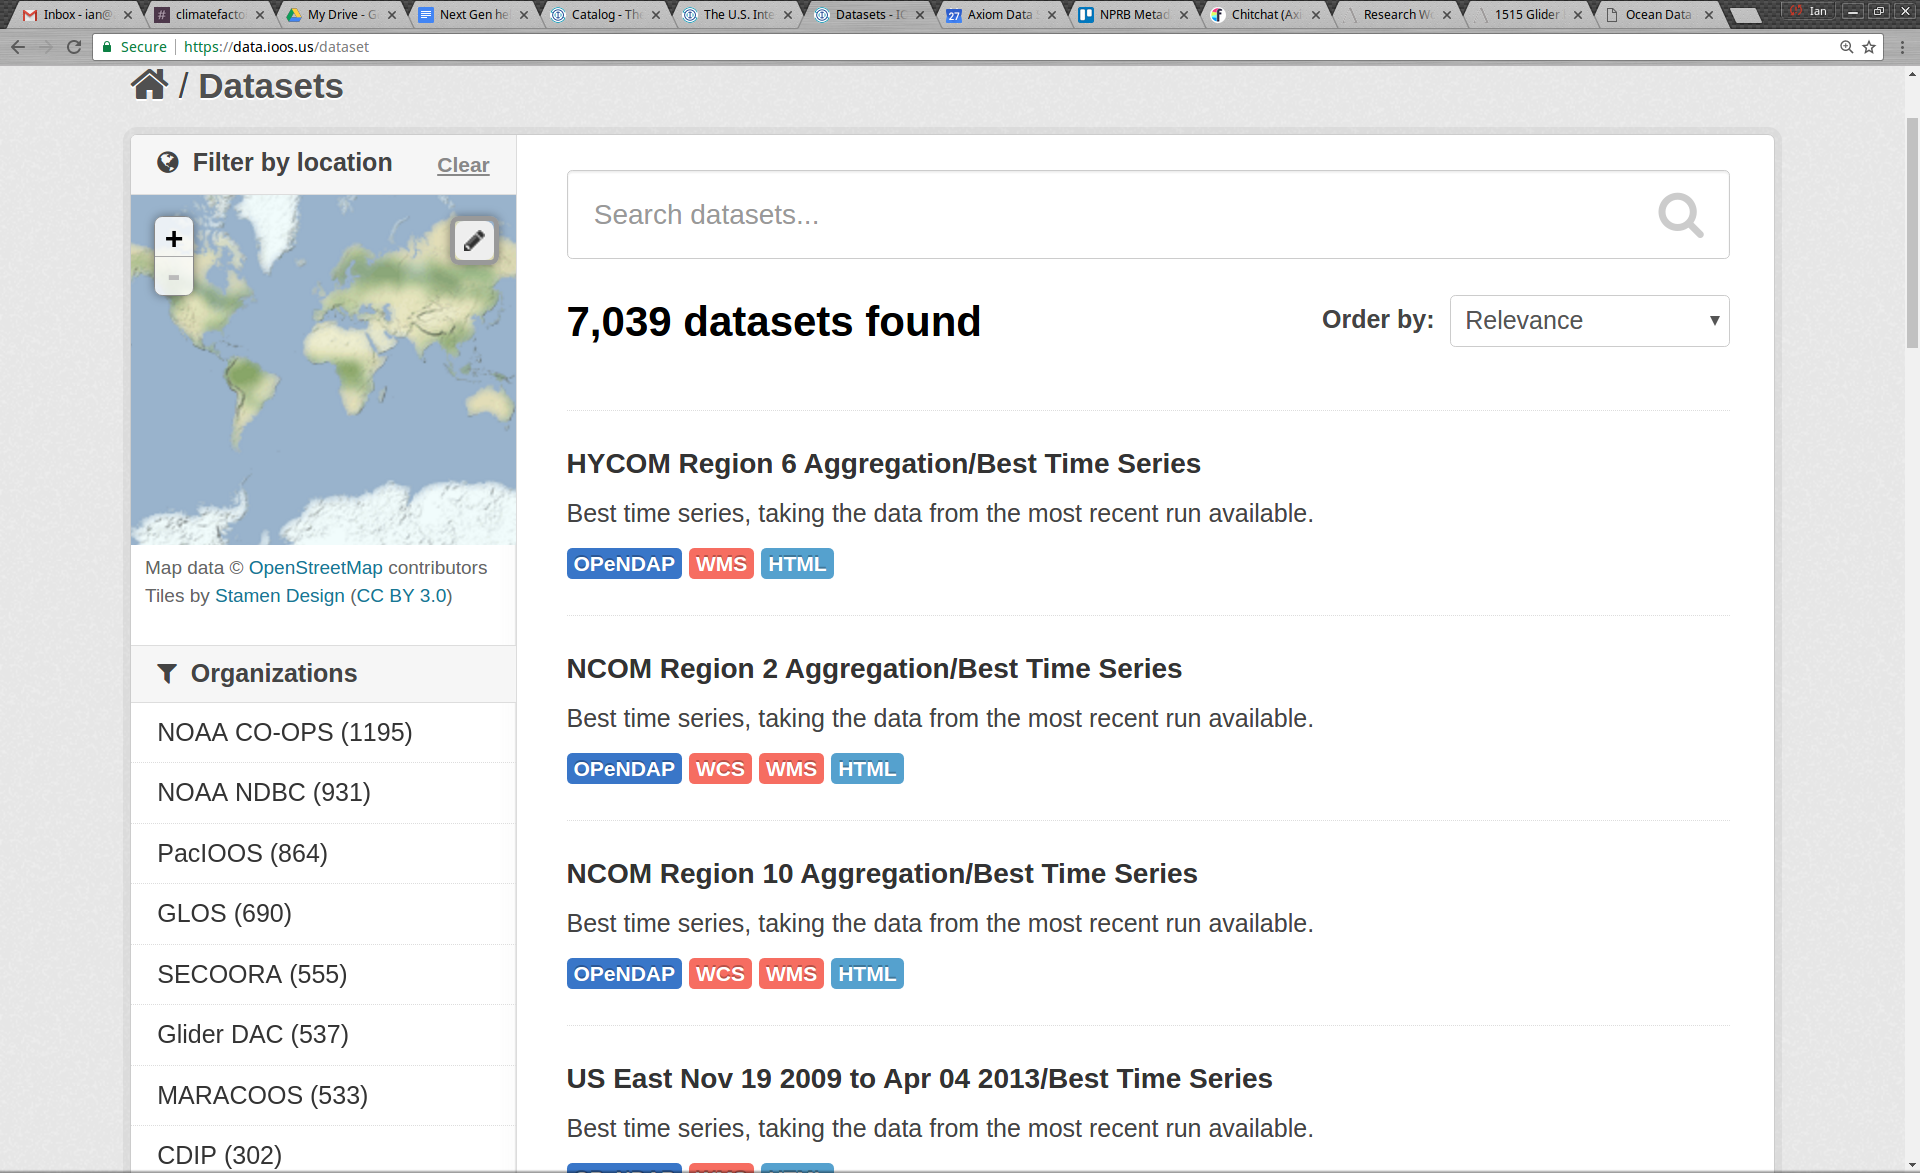 Inbox - ian@
climatefacto
My Drive - G
Next Gen he
Catalog - Th
The U.S. Inte
Datasets - IO
27 Axiom Data
NPRB Metad
Chitchat (Axi
Research W
1515 Glider
Ocean Data
Ian
Secure https://data.ioos.us/dataset
/ Datasets
Filter by location Clear
+
-
Map data © OpenStreetMap contributors
Tiles by Stamen Design (CC BY 3.0)
Organizations
NOAA CO-OPS (1195)
NOAA NDBC (931)
PacIOOS (864)
GLOS (690)
SECOORA (555)
Glider DAC (537)
MARACOOS (533)
CDIP (302)
Search datasets...
7,039 datasets found
Order by: Relevance
HYCOM Region 6 Aggregation/Best Time Series
Best time series, taking the data from the most recent run available.
OPeNDAP WMS HTML
NCOM Region 2 Aggregation/Best Time Series
Best time series, taking the data from the most recent run available.
OPeNDAP WCS WMS HTML
NCOM Region 10 Aggregation/Best Time Series
Best time series, taking the data from the most recent run available.
OPeNDAP WCS WMS HTML
US East Nov 19 2009 to Apr 04 2013/Best Time Series
Best time series, taking the data from the most recent run available.
OPeNDAP WMS HTML